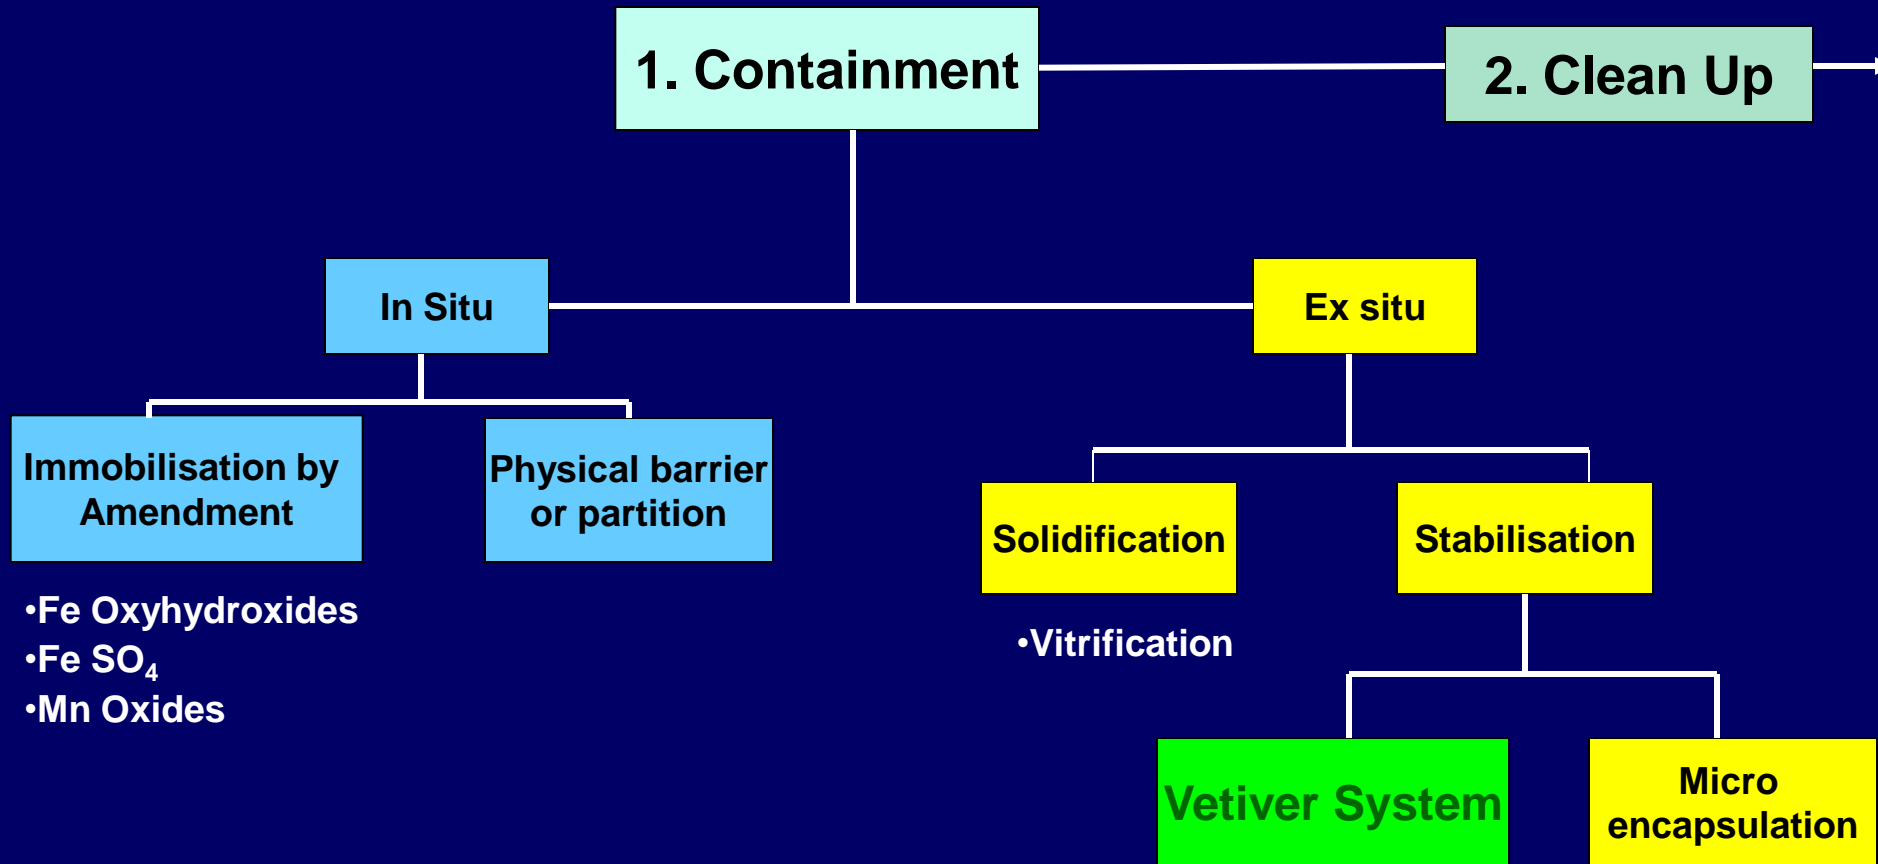 1. Containment
2. Clean Up
In Situ
Ex situ
Immobilisation by
Amendment
Physical barrier
or partition
Solidification
Stabilisation
•Fe Oxyhydroxides
•Fe SO₄
•Mn Oxides
•Vitrification
Vetiver System
Micro
encapsulation